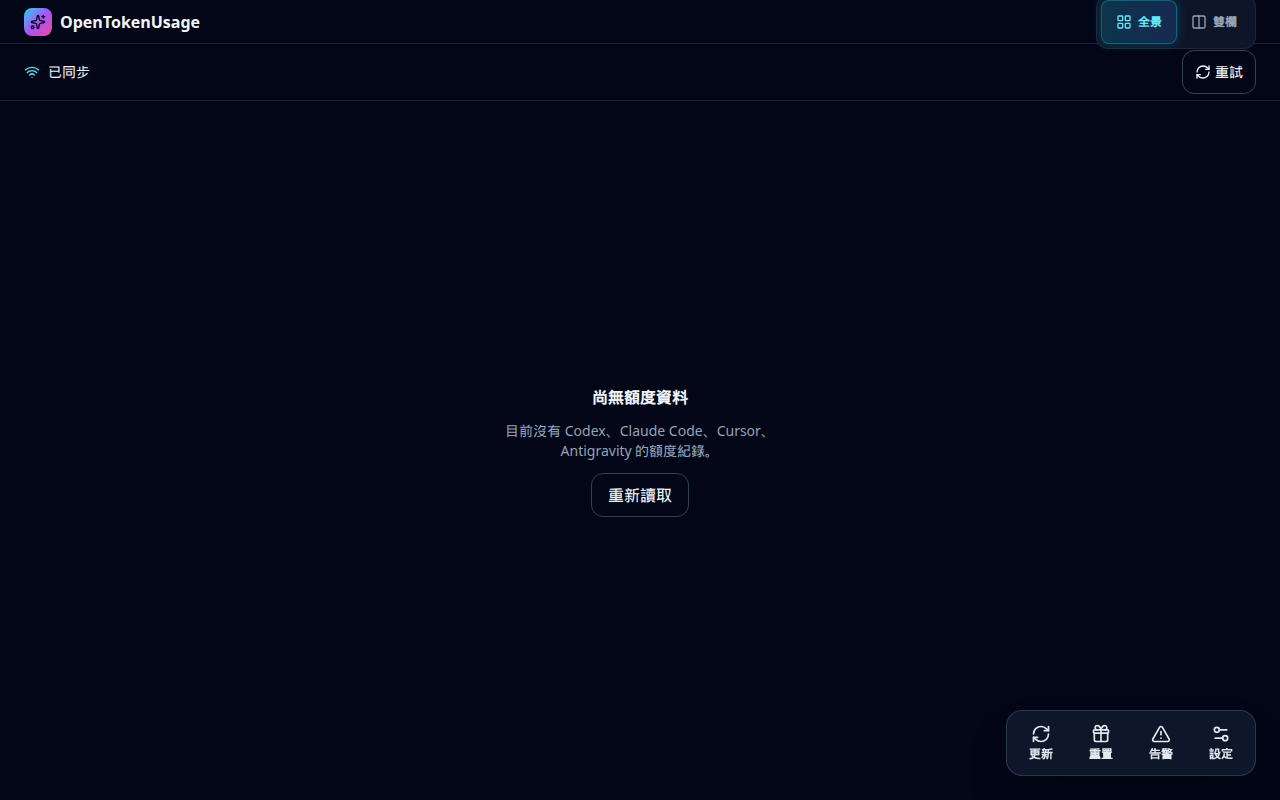 OpenTokenUsage
全景
雙欄
已同步
重試
尚無額度資料
目前沒有 Codex、Claude Code、Cursor、
Antigravity 的額度紀錄。
重新讀取
更新
重置
告警
設定